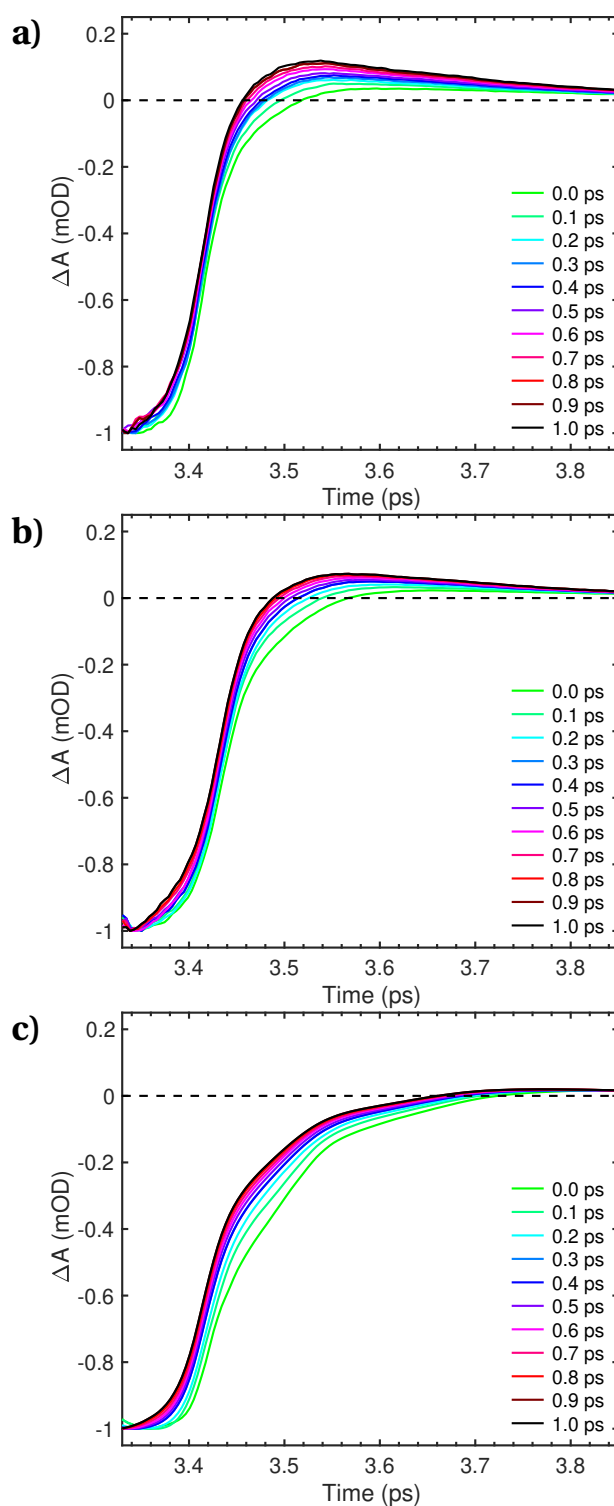 a)
0.2
0
-0.2
-0.4
-0.6
-0.8
-1
ΔA (mOD)
0.0 ps
0.1 ps
0.2 ps
0.3 ps
0.4 ps
0.5 ps
0.6 ps
0.7 ps
0.8 ps
0.9 ps
1.0 ps
3.4 3.5 3.6 3.7 3.8
Time (ps)
b)
0.2
0
-0.2
-0.4
-0.6
-0.8
-1
ΔA (mOD)
0.0 ps
0.1 ps
0.2 ps
0.3 ps
0.4 ps
0.5 ps
0.6 ps
0.7 ps
0.8 ps
0.9 ps
1.0 ps
3.4 3.5 3.6 3.7 3.8
Time (ps)
c)
0.2
0
-0.2
-0.4
-0.6
-0.8
-1
ΔA (mOD)
0.0 ps
0.1 ps
0.2 ps
0.3 ps
0.4 ps
0.5 ps
0.6 ps
0.7 ps
0.8 ps
0.9 ps
1.0 ps
3.4 3.5 3.6 3.7 3.8
Time (ps)